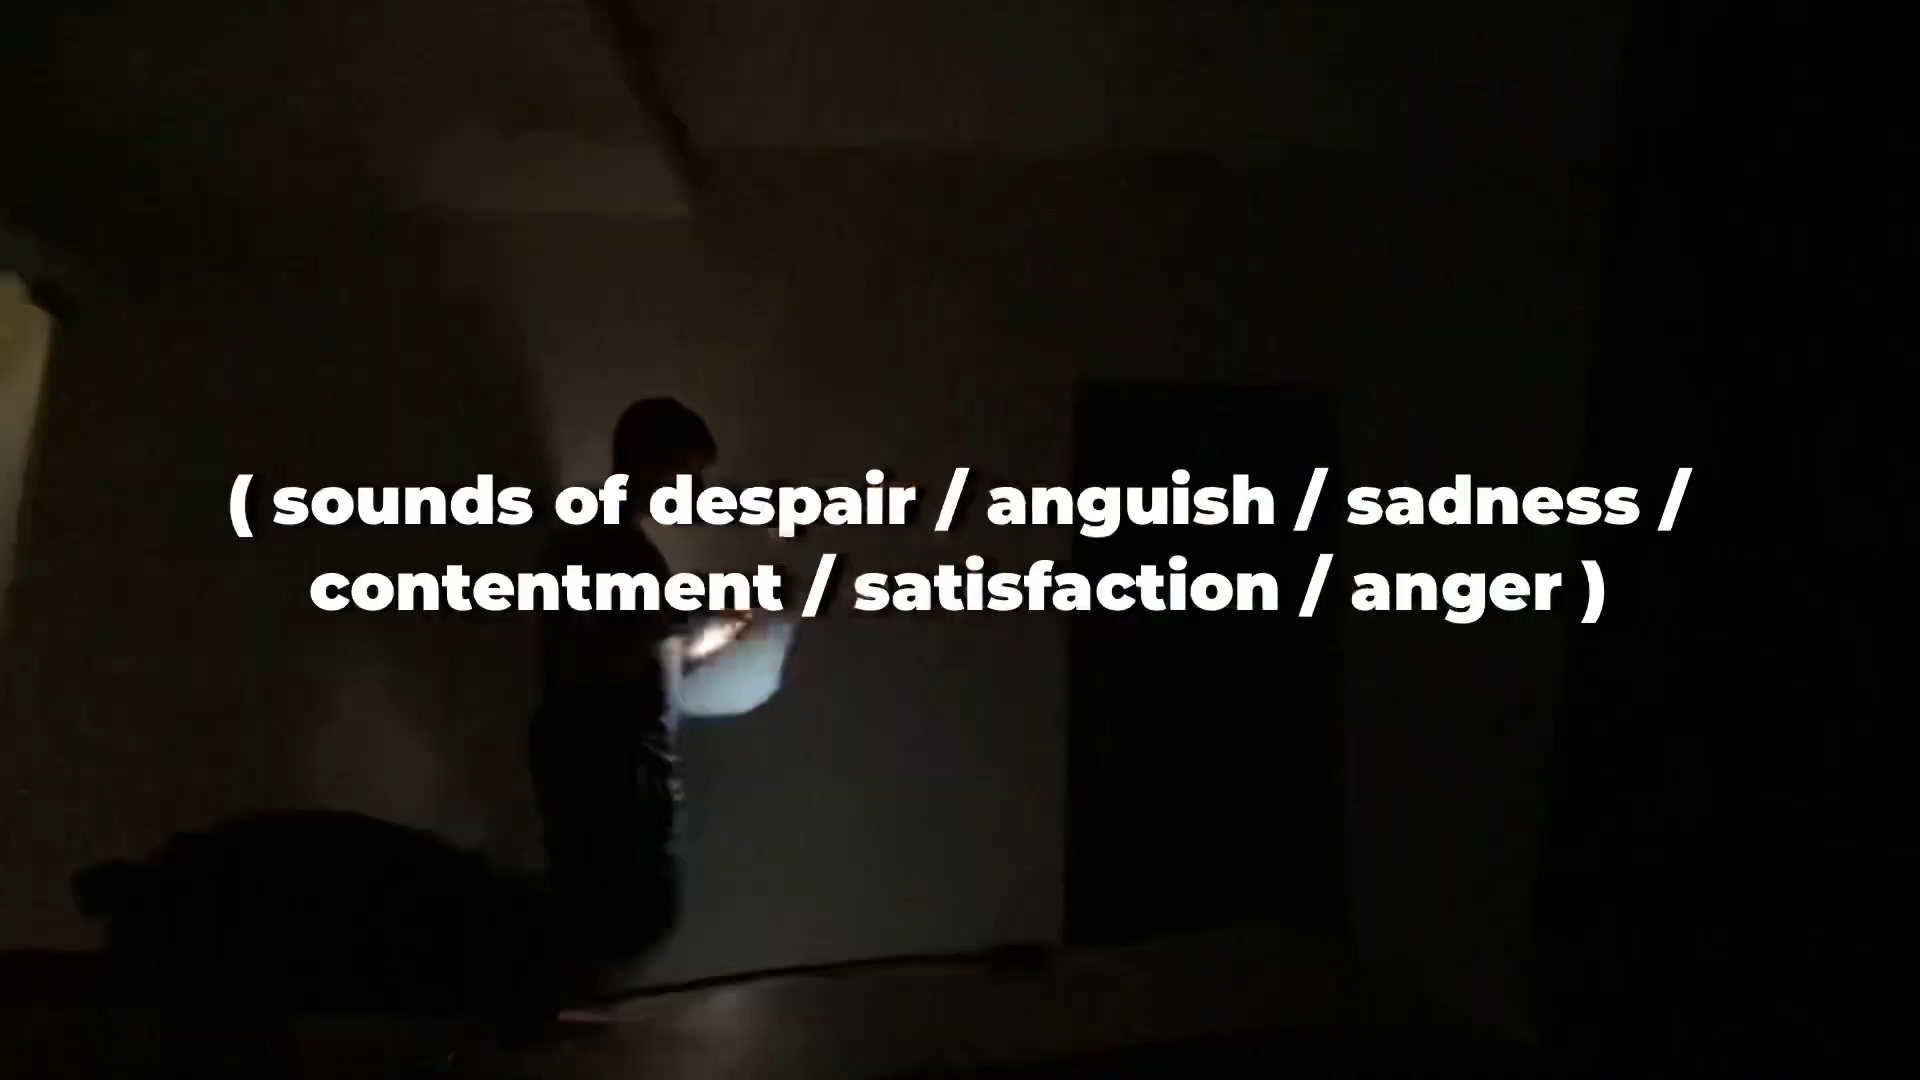 ( sounds of despair / anguish / sadness /
contentment / satisfaction / anger )